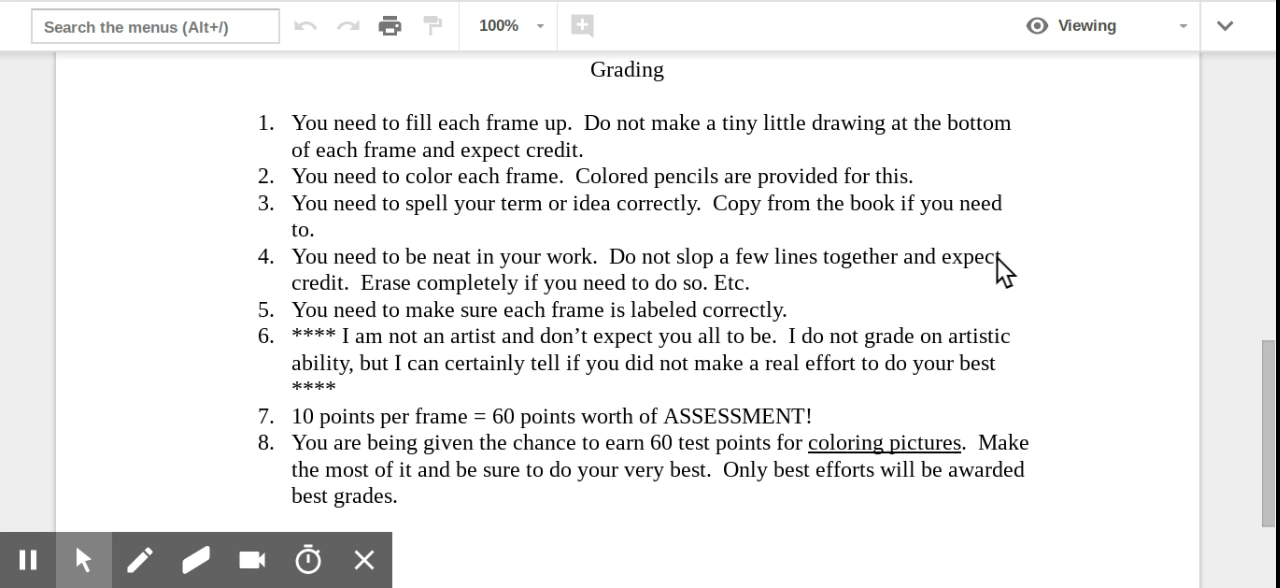 Search the menus (Alt+/)
100%
Viewing
Grading
1. You need to fill each frame up.  Do not make a tiny little drawing at the bottom
of each frame and expect credit.
2. You need to color each frame.  Colored pencils are provided for this.
3. You need to spell your term or idea correctly.  Copy from the book if you need
to.
4. You need to be neat in your work.  Do not slop a few lines together and expect
credit.  Erase completely if you need to do so. Etc.
5. You need to make sure each frame is labeled correctly.
6. **** I am not an artist and don’t expect you all to be.  I do not grade on artistic
ability, but I can certainly tell if you did not make a real effort to do your best
****
7. 10 points per frame = 60 points worth of ASSESSMENT!
8. You are being given the chance to earn 60 test points for coloring pictures.  Make
the most of it and be sure to do your very best.  Only best efforts will be awarded
best grades.